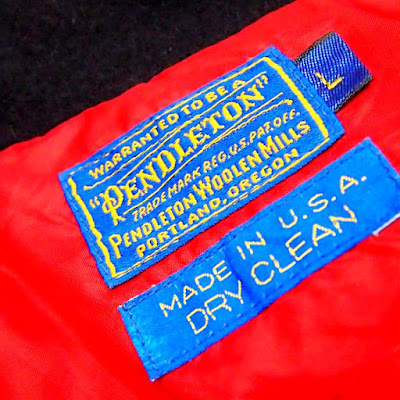 WARRANTED TO BE A
"PENDLETON"
TRADE MARK REG. U.S. PAT. OFF.
PENDLETON WOOLEN MILLS
PORTLAND, OREGON
L
MADE IN U.S.A.
DRY CLEAN